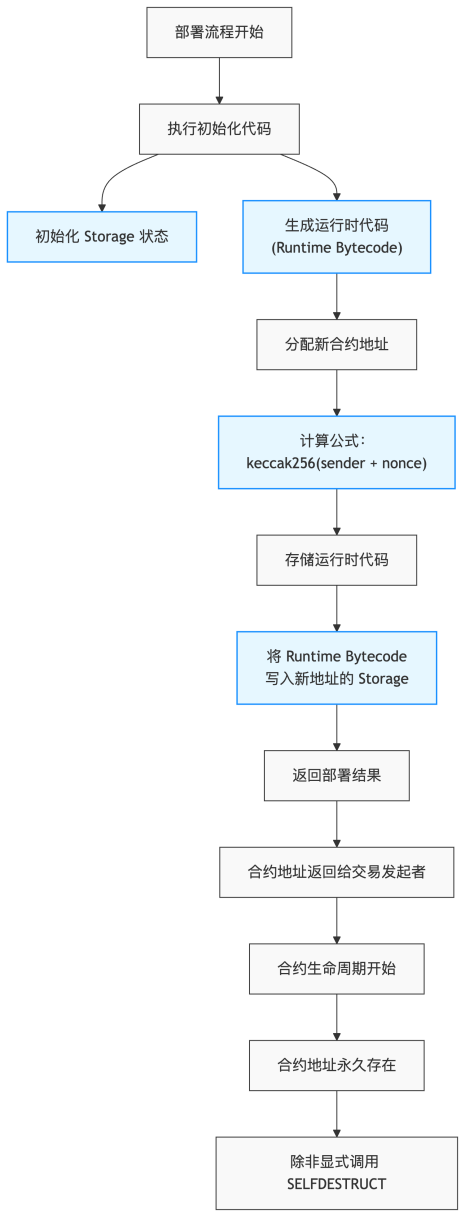 部署流程开始
执行初始化代码
初始化 Storage 状态
生成运行时代码
(Runtime Bytecode)
分配新合约地址
计算公式：
keccak256(sender + nonce)
存储运行时代码
将 Runtime Bytecode
写入新地址的 Storage
返回部署结果
合约地址返回给交易发起者
合约生命周期开始
合约地址永久存在
除非显式调用
SELFDESTRUCT